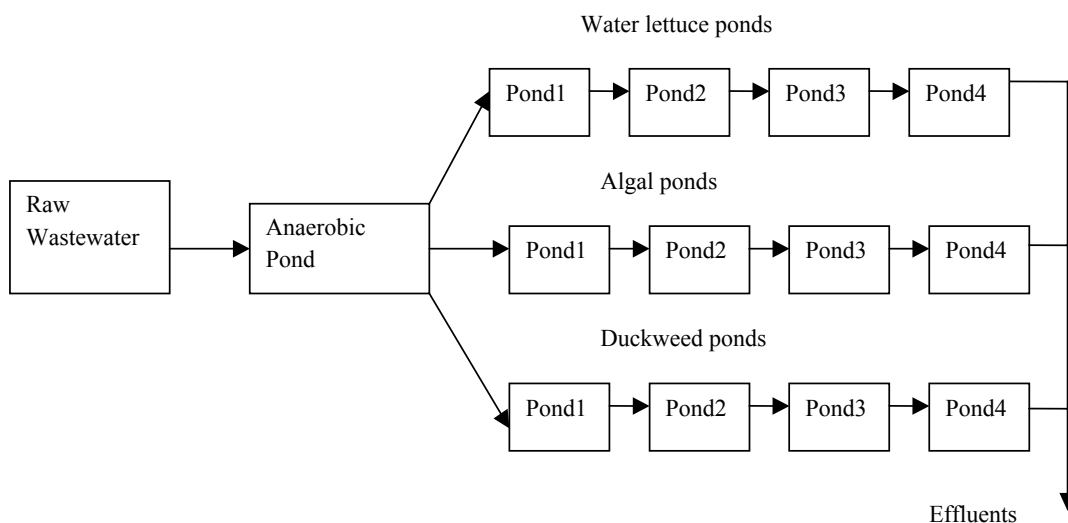 Water lettuce ponds
Pond1 Pond2 Pond3 Pond4
Algal ponds
Raw
Wastewater
Anaerobic
Pond
Pond1 Pond2 Pond3 Pond4
Duckweed ponds
Pond1 Pond2 Pond3 Pond4
Effluents